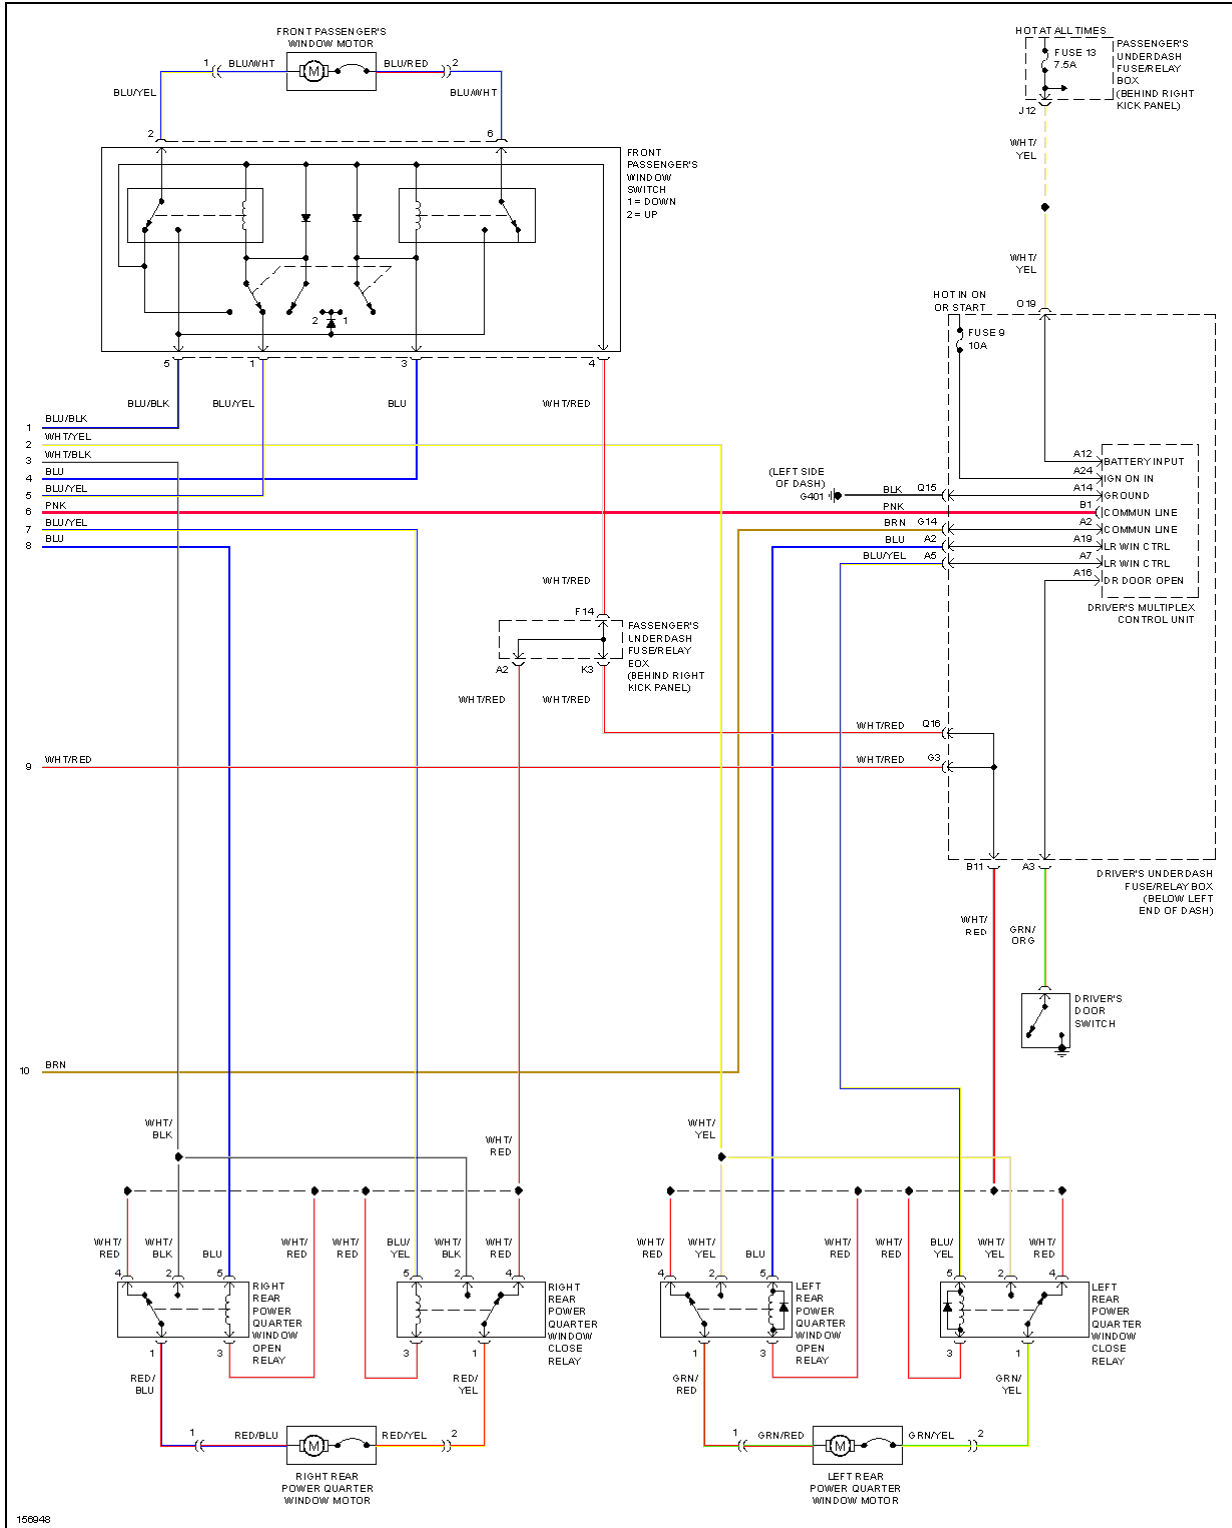 FRONT PASSENGER'S
WINDOW MOTOR
1
BLU/WHT
M
BLU/RED
2
BLU/YEL
BLU/WHT
2
6
FRONT
PASSENGER'S
WINDOW
SWITCH
1 = DOWN
2 = UP
2
1
5
1
3
4
BLU/BLK
BLU/YEL
BLU
WHT/RED
HOT AT ALL TIMES
FUSE 13
7.5A
PASSENGER'S
UNDERDASH
FUSE/RELAY
BOX
(BEHIND RIGHT
KICK PANEL)
J12
WHT/
YEL
WHT/
YEL
HOT IN ON
OR START
O19
FUSE 9
10A
1 BLU/BLK
2 WHT/YEL
3 WHT/BLK
4 BLU
5 BLU/YEL
6 PNK
7 BLU/YEL
8 BLU
(LEFT SIDE
OF DASH)
G401
BLK Q15
PNK
BRN G14
BLU A2
BLU/YEL A5
A12 BATTERY INPUT
A24 IGN ON IN
A14 GROUND
B1 COMMUN LINE
A2 COMMUN LINE
A19 LR WIN CTRL
A7 LR WIN CTRL
A16 DR DOOR OPEN
DRIVER'S MULTIPLEX
CONTROL UNIT
WHT/RED
F14
FASSENGER'S
UNDERDASH
FUSE/RELAY
EOX
(BEHIND RIGHT
KICK PANEL)
A2
K3
WHT/RED
WHT/RED
WHT/RED Q16
9 WHT/RED
WHT/RED G3
B11
A3
DRIVER'S UNDERDASH
FUSE/RELAY BOX
(BELOW LEFT
END OF DASH)
WHT/
RED
GRN/
ORG
DRIVER'S
DOOR
SWITCH
10 BRN
WHT/
BLK
WHT/
RED
WHT/
YEL
WHT/
RED
WHT/
BLK
BLU
WHT/
RED
WHT/
RED
BLU/
YEL
WHT/
BLK
WHT/
RED
WHT/
RED
WHT/
YEL
BLU
WHT/
RED
WHT/
RED
BLU/
YEL
WHT/
YEL
WHT/
RED
4
2
5
5
2
4
4
2
5
5
2
4
RIGHT
REAR
POWER
QUARTER
WINDOW
OPEN
RELAY
RIGHT
REAR
POWER
QUARTER
WINDOW
CLOSE
RELAY
LEFT
REAR
POWER
QUARTER
WINDOW
OPEN
RELAY
LEFT
REAR
POWER
QUARTER
WINDOW
CLOSE
RELAY
1
3
3
1
1
3
3
1
RED/
BLU
RED/
YEL
GRN/
RED
GRN/
YEL
1
RED/BLU
M
RED/YEL
2
1
GRN/RED
M
GRN/YEL
2
RIGHT REAR
POWER QUARTER
WINDOW MOTOR
LEFT REAR
POWER QUARTER
WINDOW MOTOR
156948